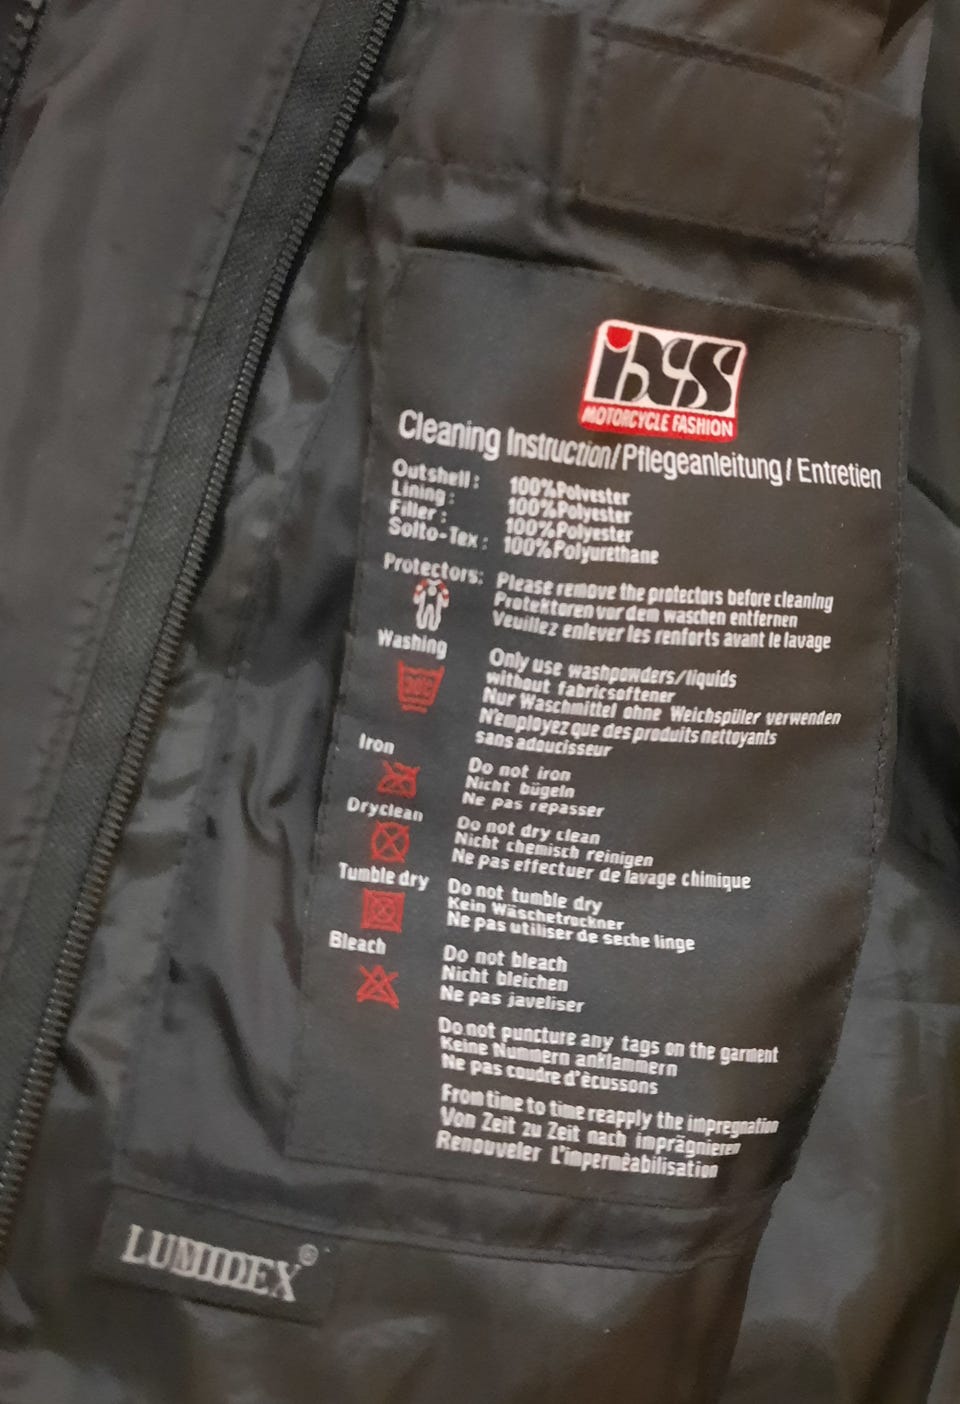 iXS
MOTORCYCLE FASHION
Cleaning Instruction/Pflegeanleitung/Entretien
Outshell: 100%Polyester
Lining: 100%Polyester
Filler: 100%Polyester
Solto-Tex: 100%Polyurethane
Protectors: Please remove the protectors before cleaning
Protektoren vor dem waschen entfernen
Veuillez enlever les renforts avant le lavage
Washing
Only use washpowders/liquids
without fabricsoftener
Nur Waschmittel ohne Weichspüler verwenden
N'employez que des produits nettoyants
sans adoucisseur
Iron
Do not iron
Nicht bügeln
Ne pas repasser
Dryclean
Do not dry clean
Nicht chemisch reinigen
Ne pas effectuer de lavage chimique
Tumble dry
Do not tumble dry
Kein Wäschetrockner
Ne pas utiliser de seche linge
Bleach
Do not bleach
Nicht bleichen
Ne pas javeliser
Do not puncture any tags on the garment
Keine Nummern anklammern
Ne pas coudre d'ècussons
From time to time reapply the impregnation
Von Zeit zu Zeit nach imprägnieren
Renouveler L'impermèabilisation
LUMIDEX®